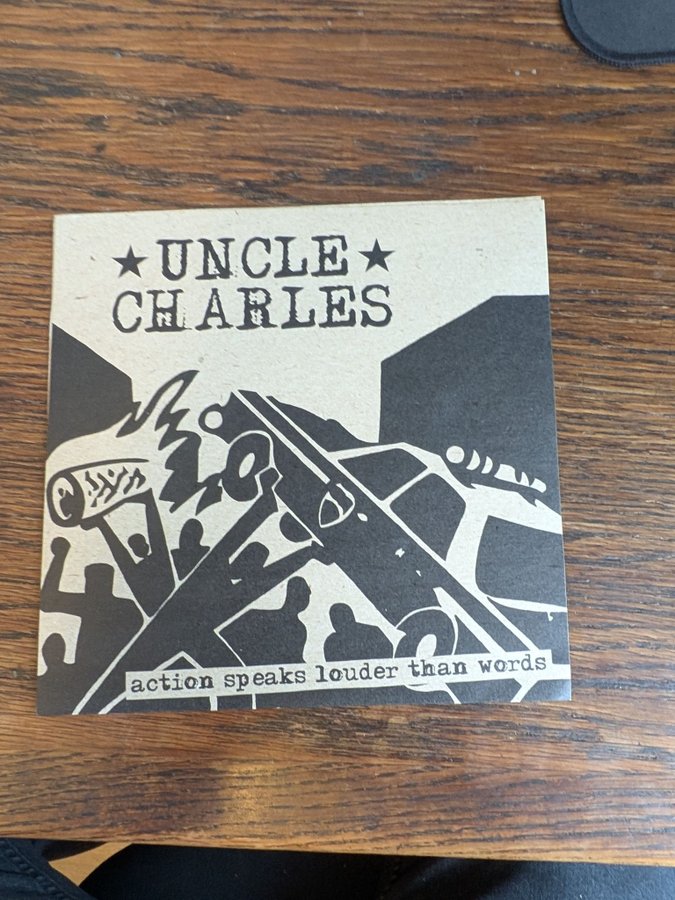 ★UNCLE★
CHARLES
action speaks louder than words